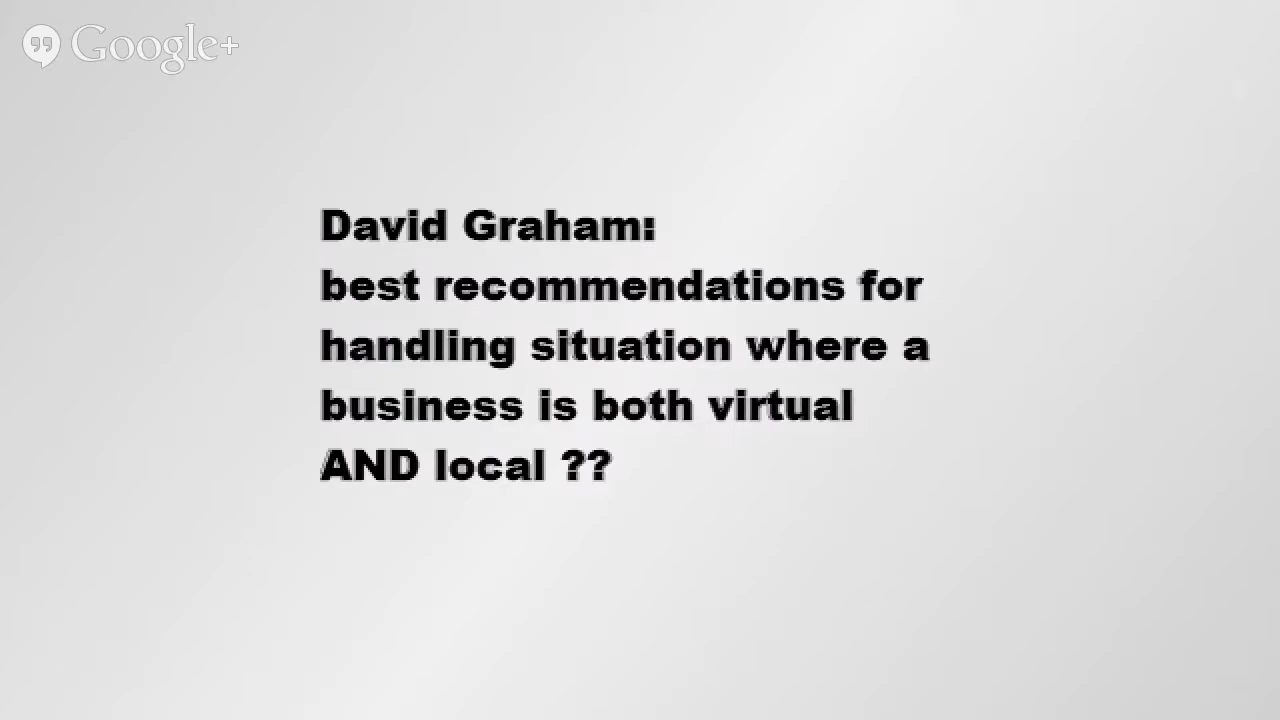 Google+
David Graham:
best recommendations for
handling situation where a
business is both virtual
AND local ??